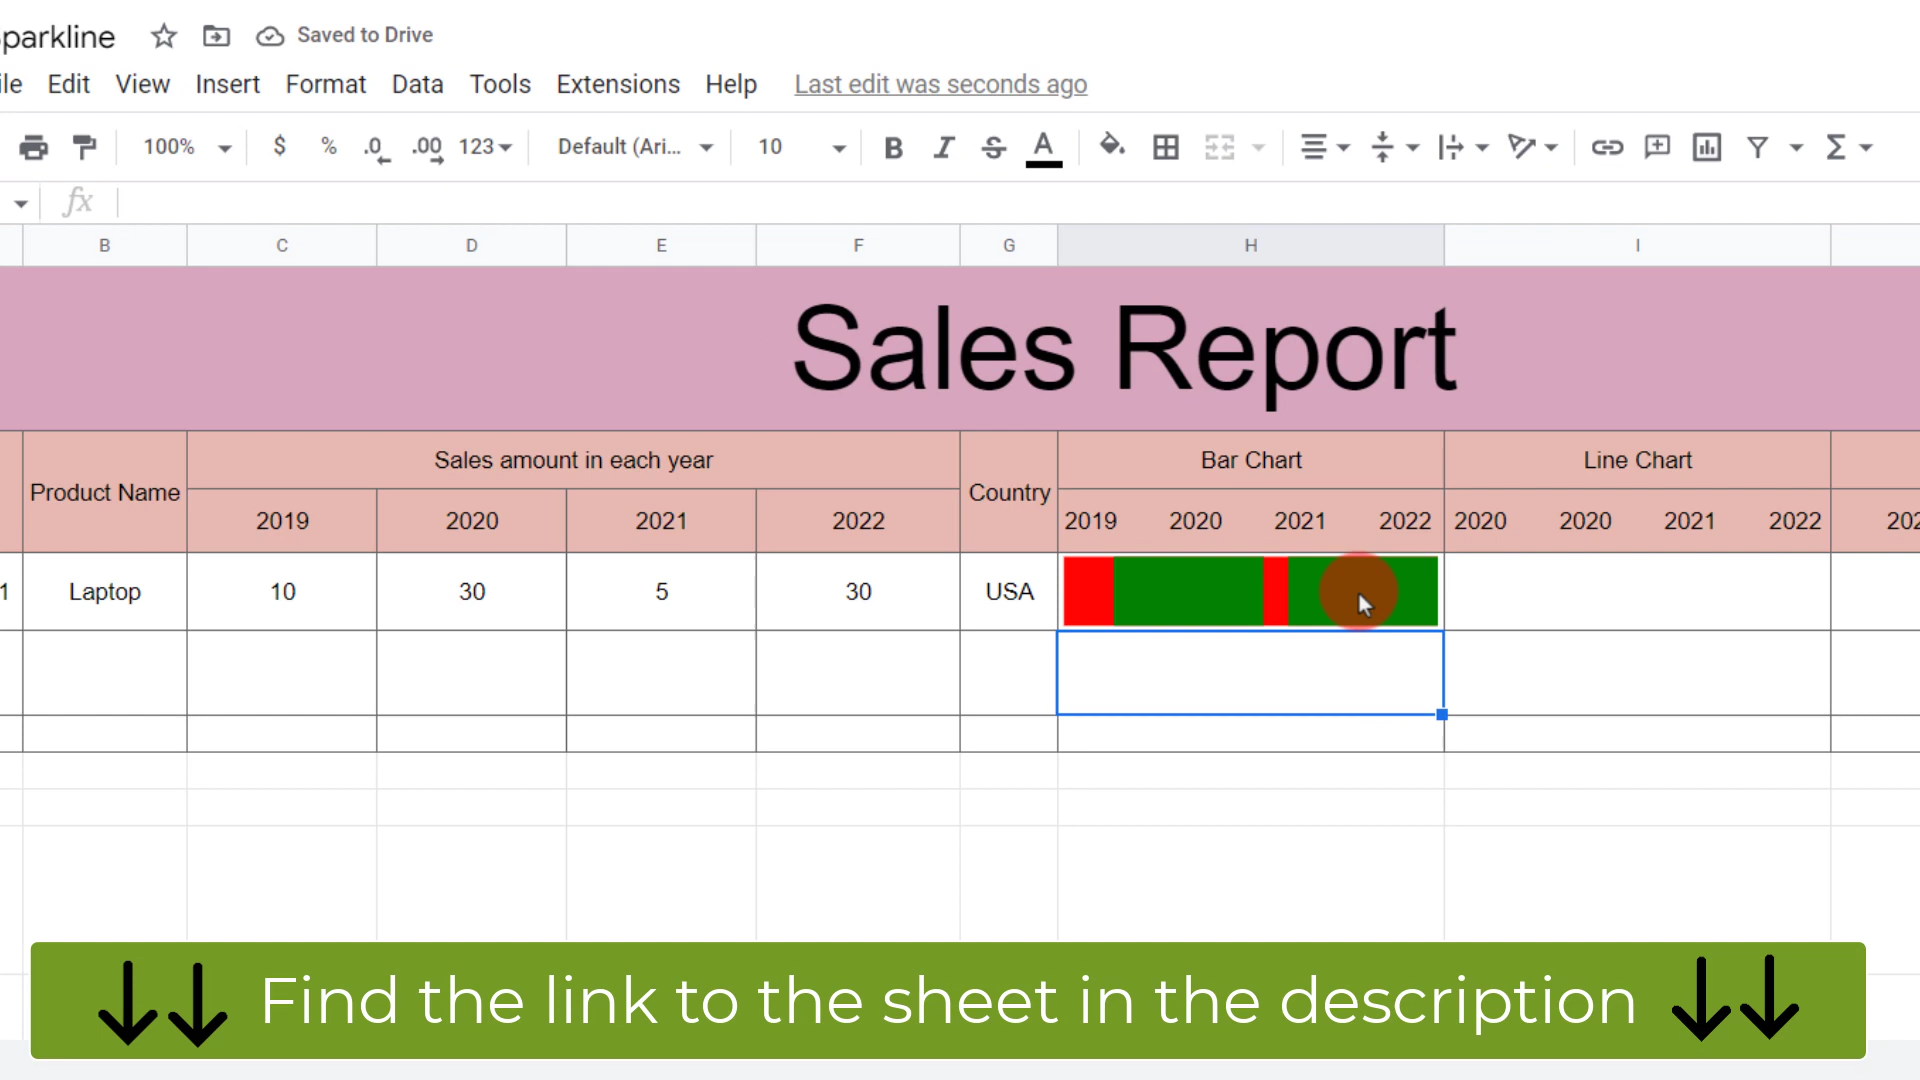 parkline Saved to Drive
ile Edit View Insert Format Data Tools Extensions Help Last edit was seconds ago
100% $ % .0 .00 123 Default (Ari... 10 B I S A Σ
fx
B C D E F G H I
Sales Report
Product Name Sales amount in each year Country Bar Chart Line Chart
2019 2020 2021 2022 2019 2020 2021 2022 2020 2020 2021 2022 202
1 Laptop 10 30 5 30 USA
Find the link to the sheet in the description